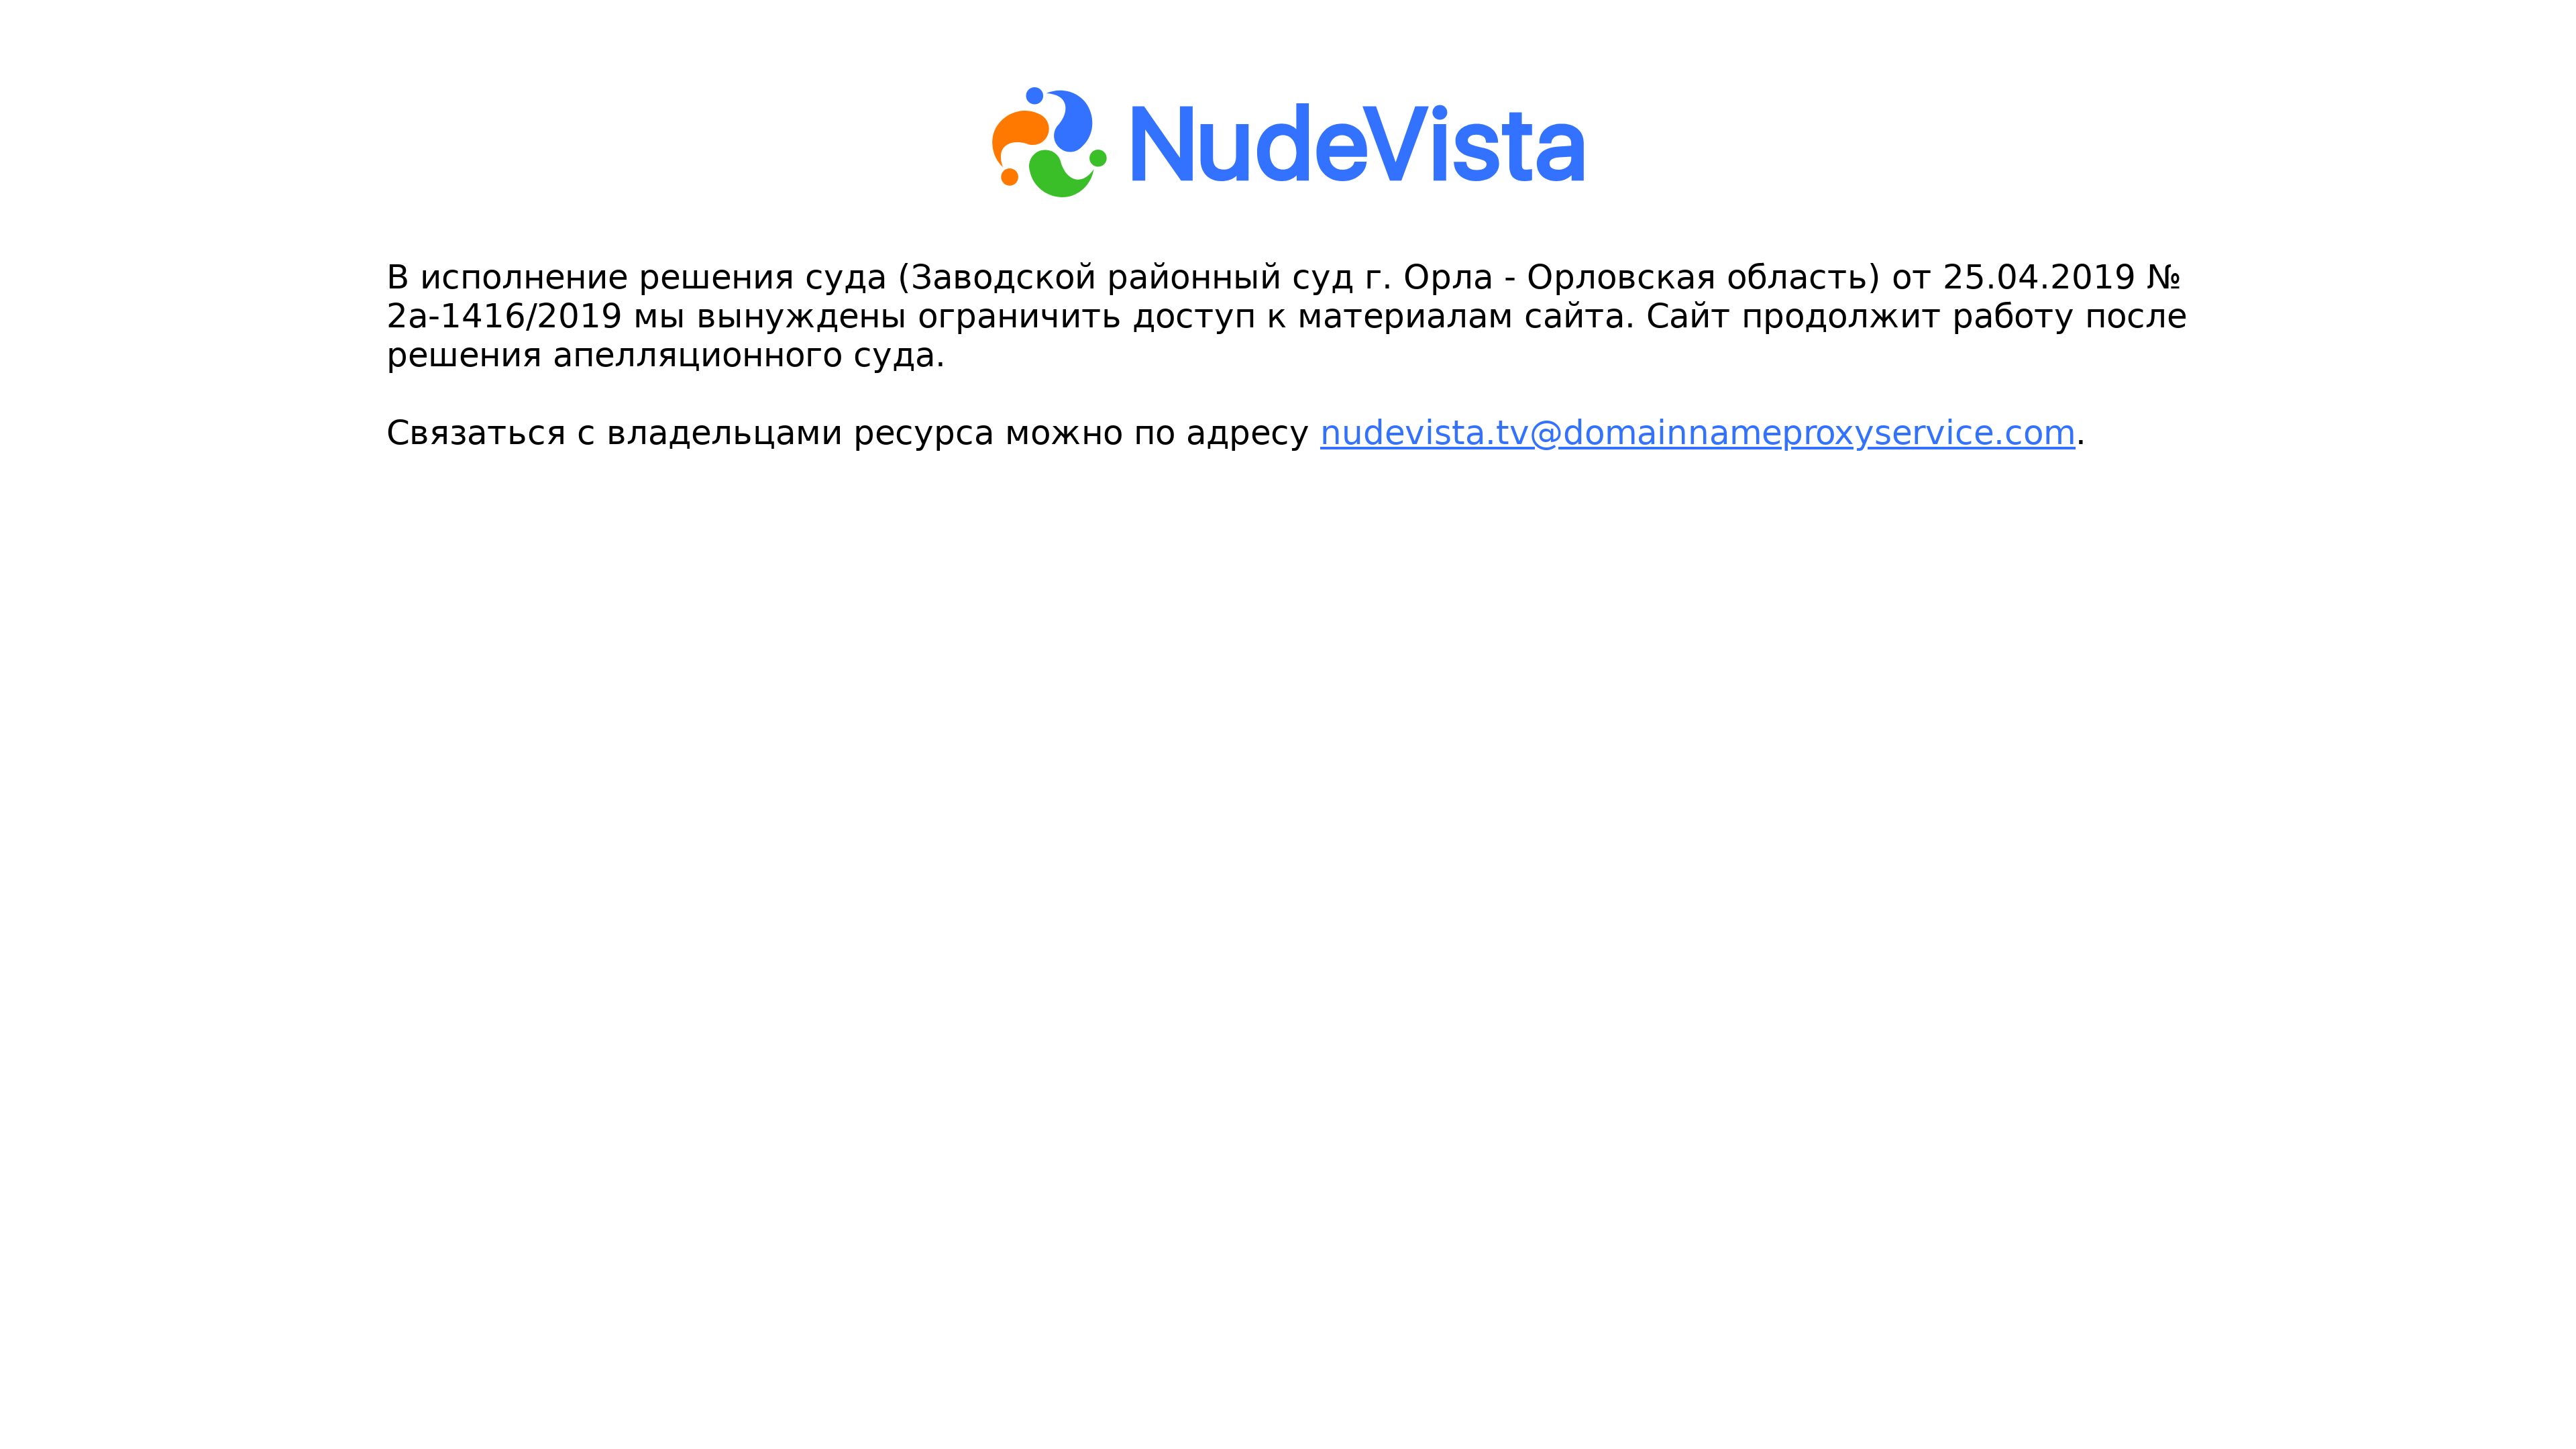 NudeVista
В исполнение решения суда (Заводской районный суд г. Орла - Орловская область) от 25.04.2019 №
2а-1416/2019 мы вынуждены ограничить доступ к материалам сайта. Сайт продолжит работу после
решения апелляционного суда.
Связаться с владельцами ресурса можно по адресу nudevista.tv@domainnameproxyservice.com.